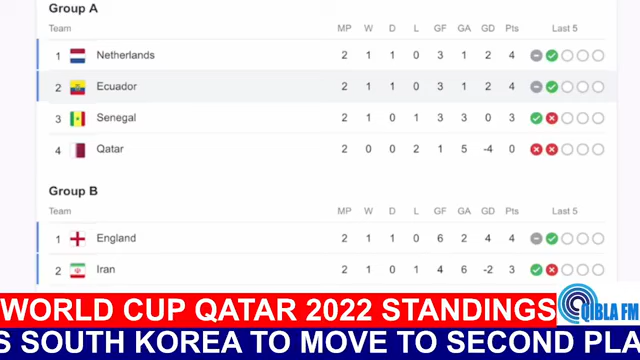 Group A
Team MP W D L GF GA GD Pts Last 5
1 Netherlands 2 1 1 0 3 1 2 4
2 Ecuador 2 1 1 0 3 1 2 4
3 Senegal 2 1 0 1 3 3 0 3
4 Qatar 2 0 0 2 1 5 -4 0
Group B
Team MP W D L GF GA GD Pts Last 5
1 England 2 1 1 0 6 2 4 4
2 Iran 2 1 0 1 4 6 -2 3
WORLD CUP QATAR 2022 STANDINGS
QIBLA FM
S SOUTH KOREA TO MOVE TO SECOND PLA